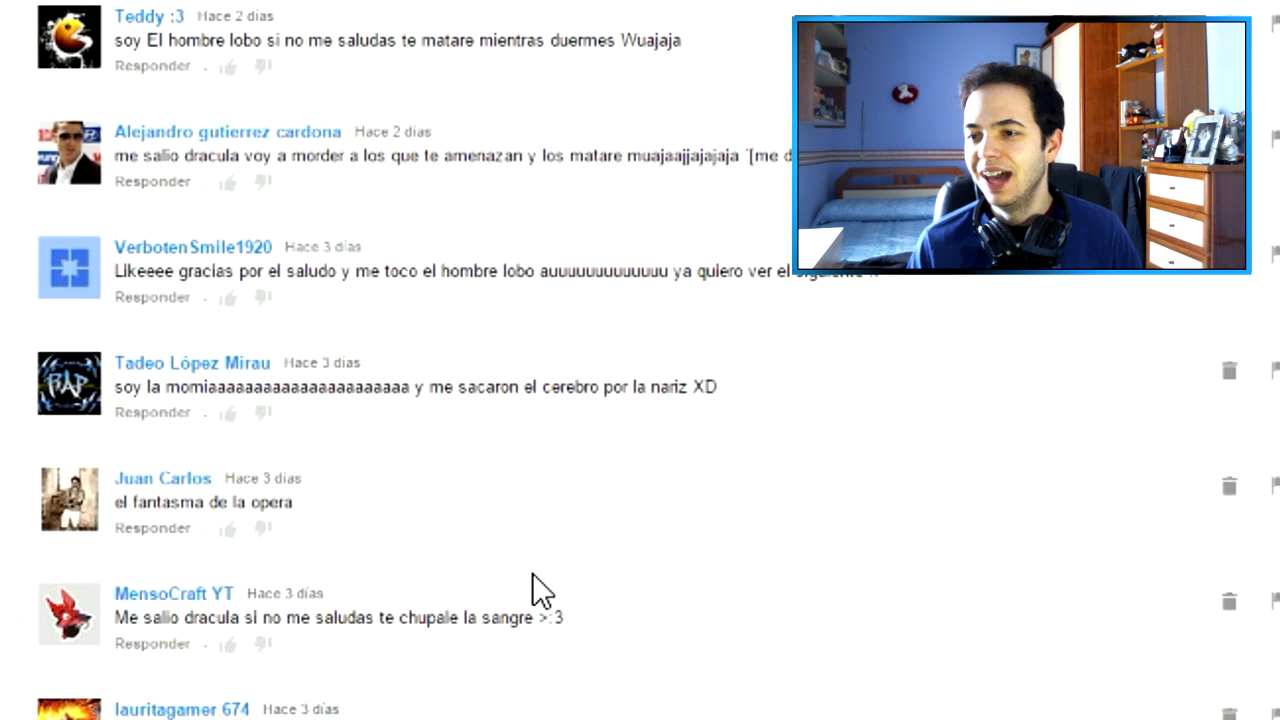 Teddy :3 Hace 2 días
soy El hombre lobo si no me saludas te matare mientras duermes Wuajaja
Responder .
Alejandro gutierrez cardona Hace 2 días
me salio dracula voy a morder a los que te amenazan y los matare muajaajjajajaja ¨[me d
Responder .
VerbotenSmile1920 Hace 3 días
Likeeee gracias por el saludo y me toco el hombre lobo auuuuuuuuuuuuu ya quiero ver el siguiente
Responder .
Tadeo López Mirau Hace 3 días
soy la momiaaaaaaaaaaaaaaaaaaaaaa y me sacaron el cerebro por la nariz XD
Responder .
Juan Carlos Hace 3 días
el fantasma de la opera
Responder .
MensoCraft YT Hace 3 días
Me salio dracula si no me saludas te chupale la sangre >:3
Responder .
lauritagamer 674 Hace 3 días